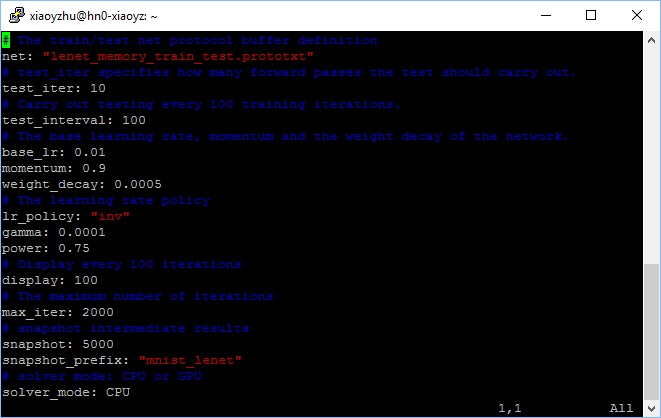 xiaoyzhu@hn0-xiaoyz: ~
# The train/test net protocol buffer definition
net: "lenet_memory_train_test.prototxt"
# test_iter specifies how many forward passes the test should carry out.
test_iter: 10
# Carry out testing every 100 training iterations.
test_interval: 100
# The base learning rate, momentum and the weight decay of the network.
base_lr: 0.01
momentum: 0.9
weight_decay: 0.0005
# The learning rate policy
lr_policy: "inv"
gamma: 0.0001
power: 0.75
# Display every 100 iterations
display: 100
# The maximum number of iterations
max_iter: 2000
# snapshot intermediate results
snapshot: 5000
snapshot_prefix: "mnist_lenet"
# solver mode: CPU or GPU
solver_mode: CPU
1,1 All